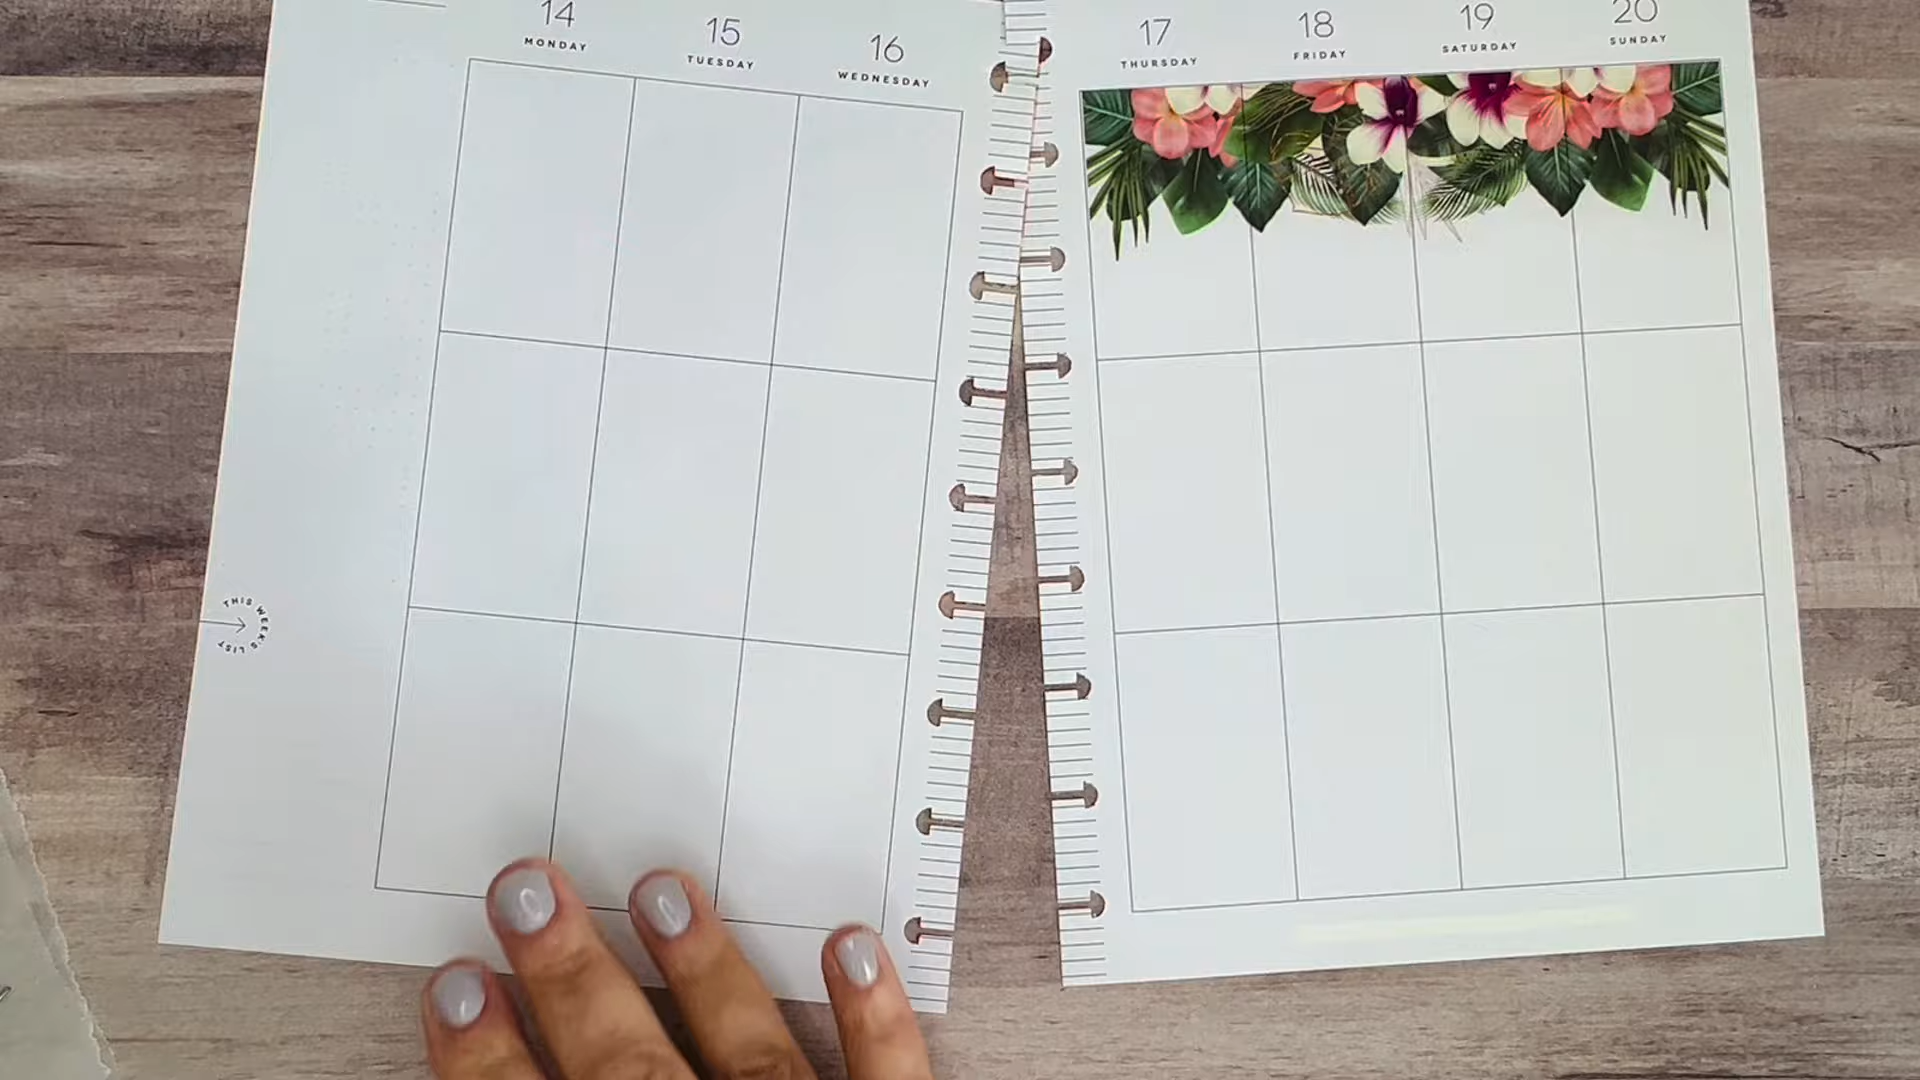 14 15 16 17 18 19 20
MONDAY TUESDAY WEDNESDAY THURSDAY FRIDAY SATURDAY SUNDAY
THIS WEEK'S LIST